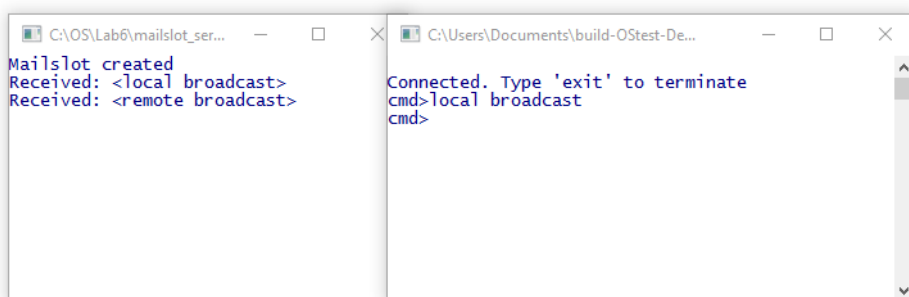 C:\OS\Lab6\mailslot_ser...
Mailslot created
Received: <local broadcast>
Received: <remote broadcast>
C:\Users\Documents\build-OStest-De...
Connected. Type 'exit' to terminate
cmd>local broadcast
cmd>